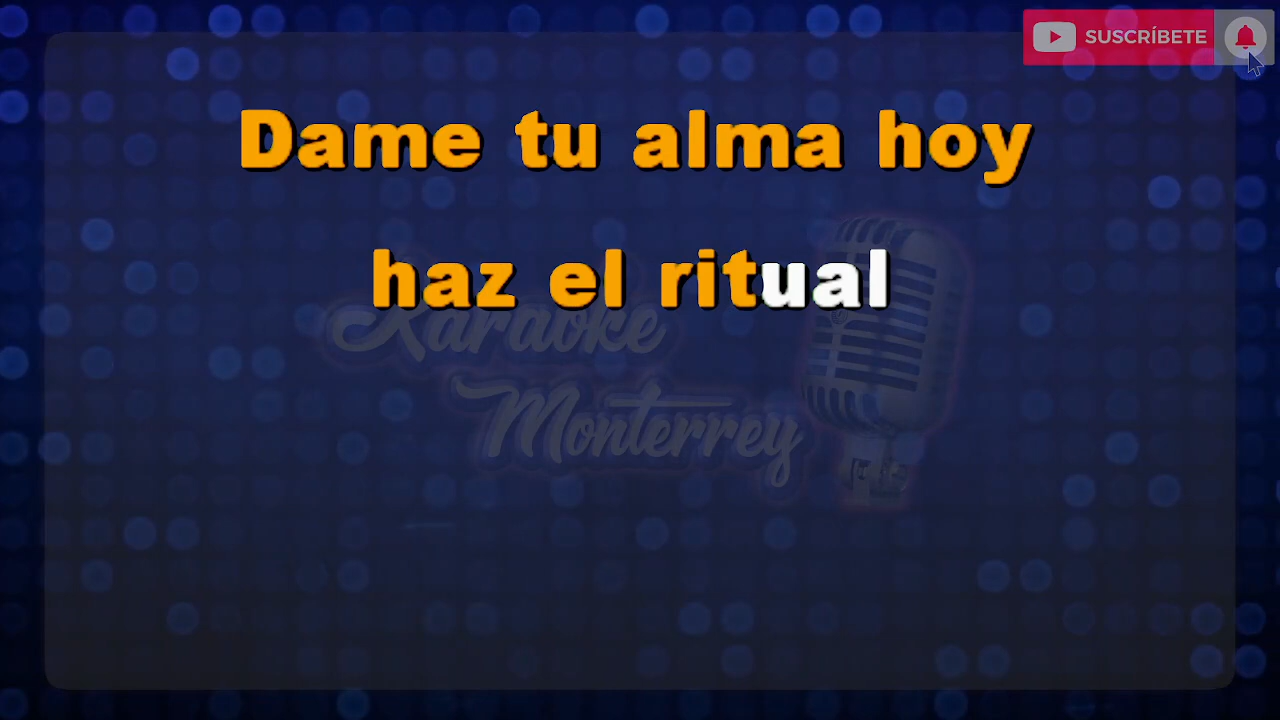 SUSCRÍBETE
Dame tu alma hoy
haz el ritual
Karaoke
Monterrey